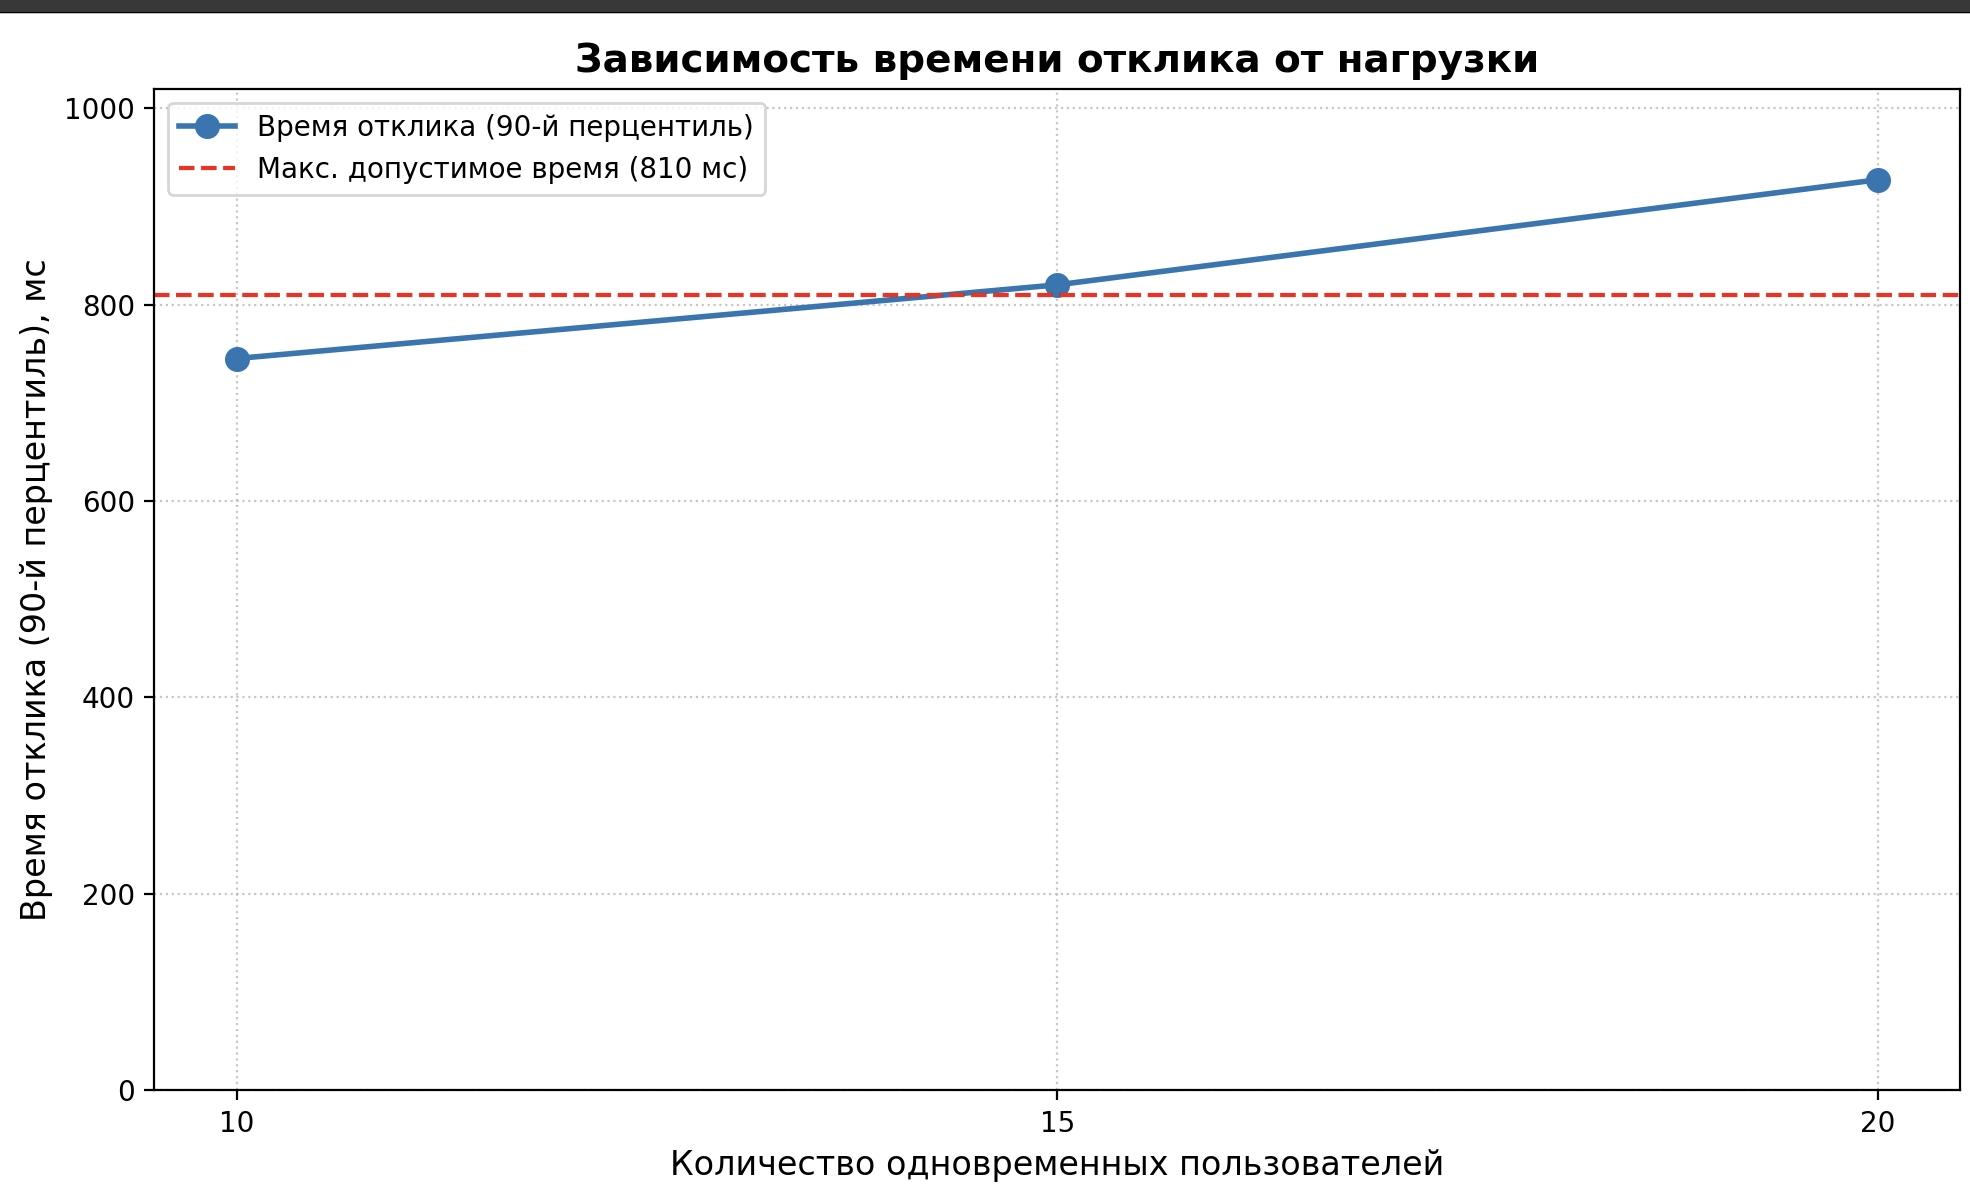 Зависимость времени отклика от нагрузки
Время отклика (90-й перцентиль)
Макс. допустимое время (810 мс)
Время отклика (90-й перцентиль), мс
1000
800
600
400
200
0
10
15
20
Количество одновременных пользователей